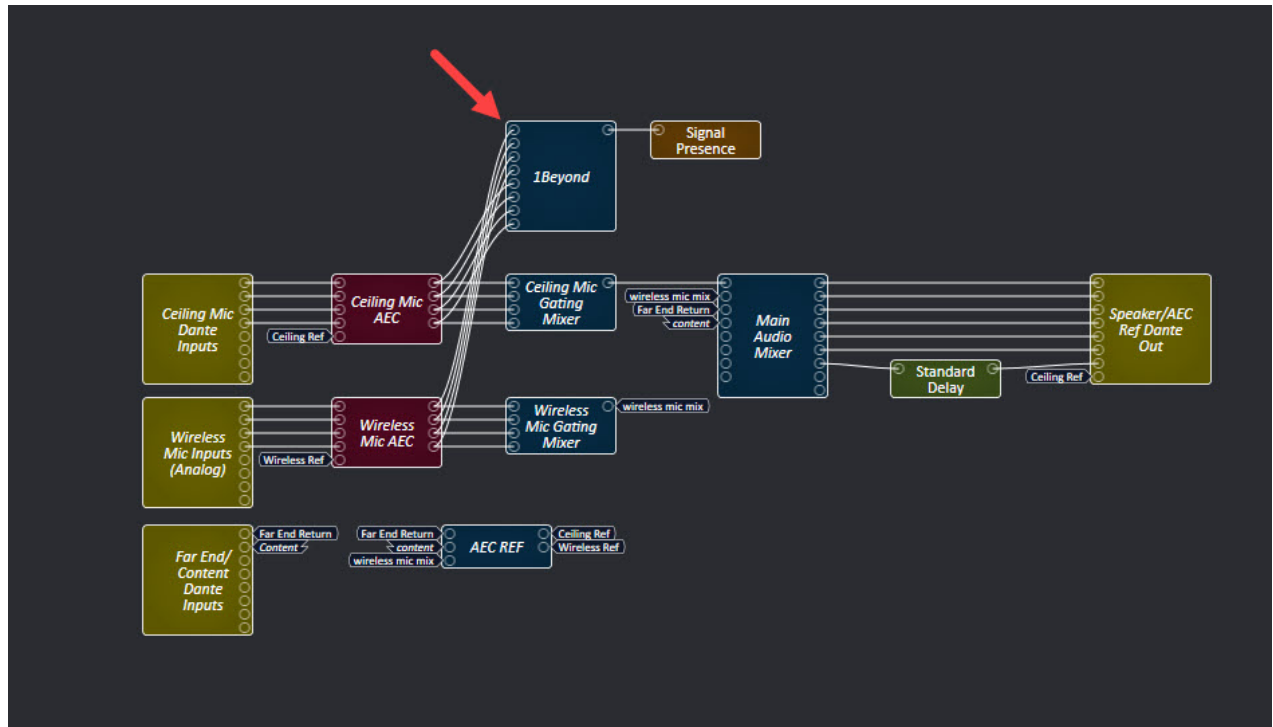 Signal
Presence
1Beyond
Ceiling Mic
Dante
Inputs
Ceiling Ref
Ceiling Mic
AEC
Ceiling Mic
Gating
Mixer
wireless mic mix
Far End Return
content
Main
Audio
Mixer
Standard
Delay
Ceiling Ref
Speaker/AEC
Ref Dante
Out
Wireless
Mic Inputs
(Analog)
Wireless Ref
Wireless
Mic AEC
Wireless
Mic Gating
Mixer
wireless mic mix
Far End/
Content
Dante
Inputs
Far End Return
Content
Far End Return
content
wireless mic mix
AEC REF
Ceiling Ref
Wireless Ref